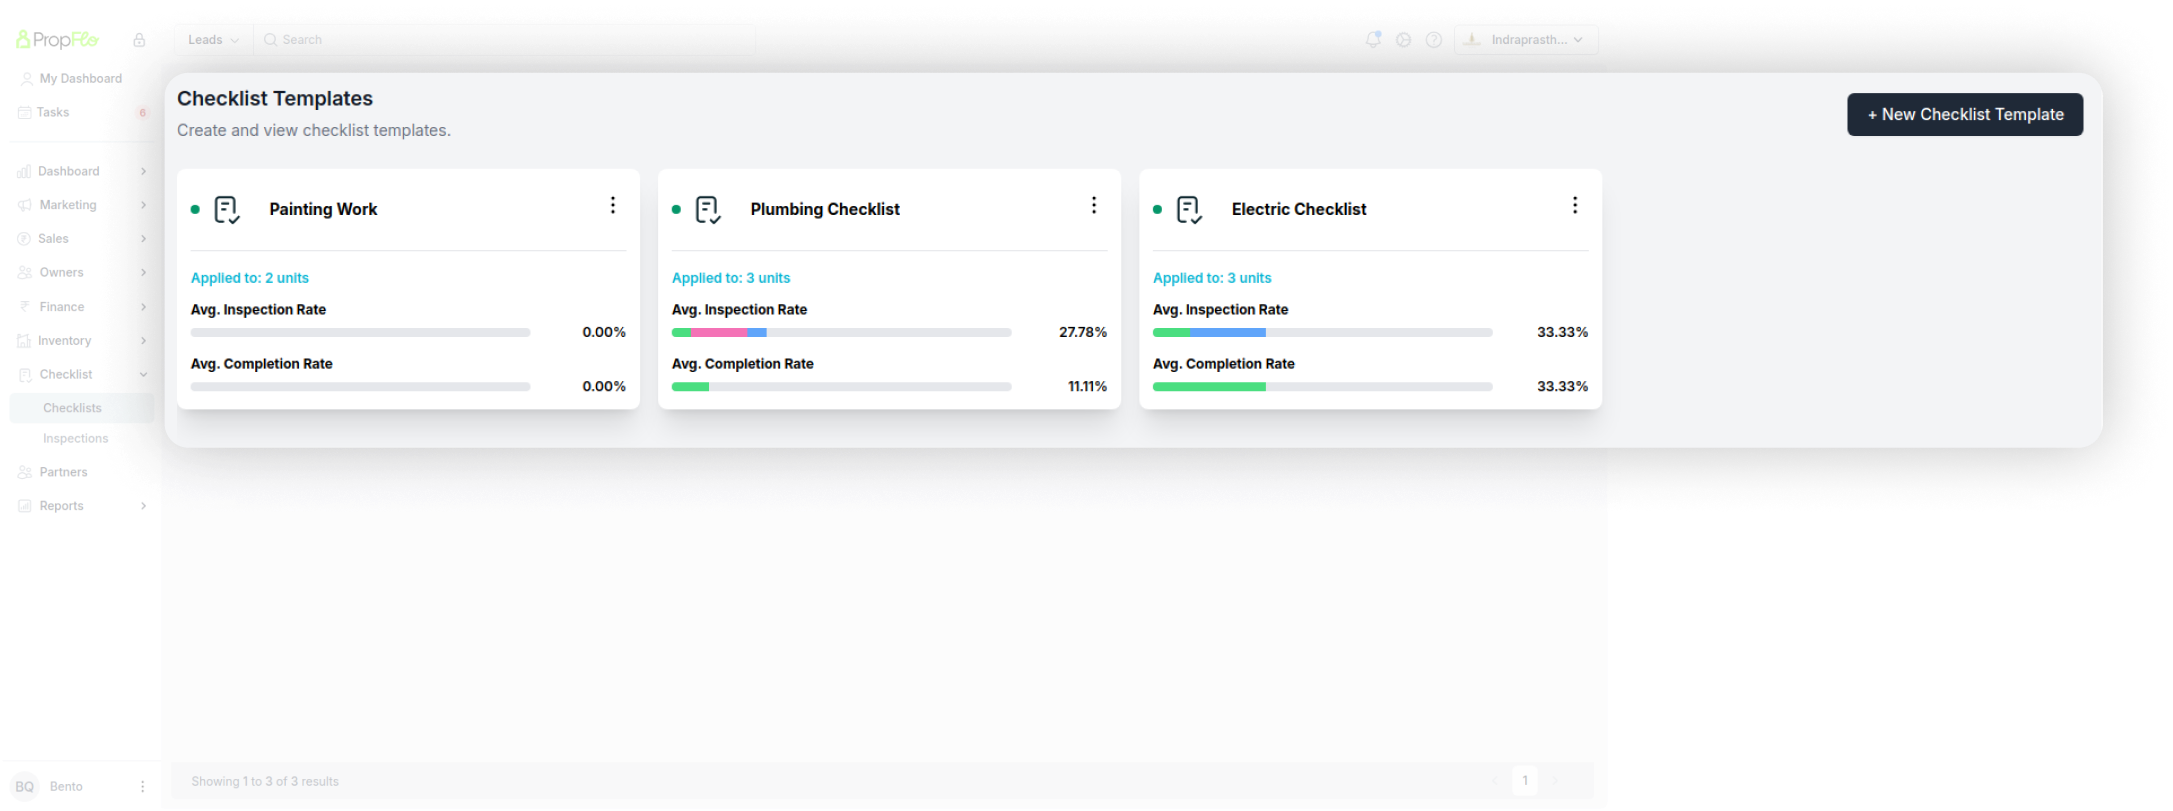 PropFlo
Leads
Search
Indraprasth...
My Dashboard
Tasks
6
Dashboard
Marketing
Sales
Owners
Finance
Inventory
Checklist
Checklists
Inspections
Partners
Reports
BQ
Bento
Checklist Templates
Create and view checklist templates.
+ New Checklist Template
Painting Work
Applied to: 2 units
Avg. Inspection Rate
0.00%
Avg. Completion Rate
0.00%
Plumbing Checklist
Applied to: 3 units
Avg. Inspection Rate
27.78%
Avg. Completion Rate
11.11%
Electric Checklist
Applied to: 3 units
Avg. Inspection Rate
33.33%
Avg. Completion Rate
33.33%
Showing 1 to 3 of 3 results
1